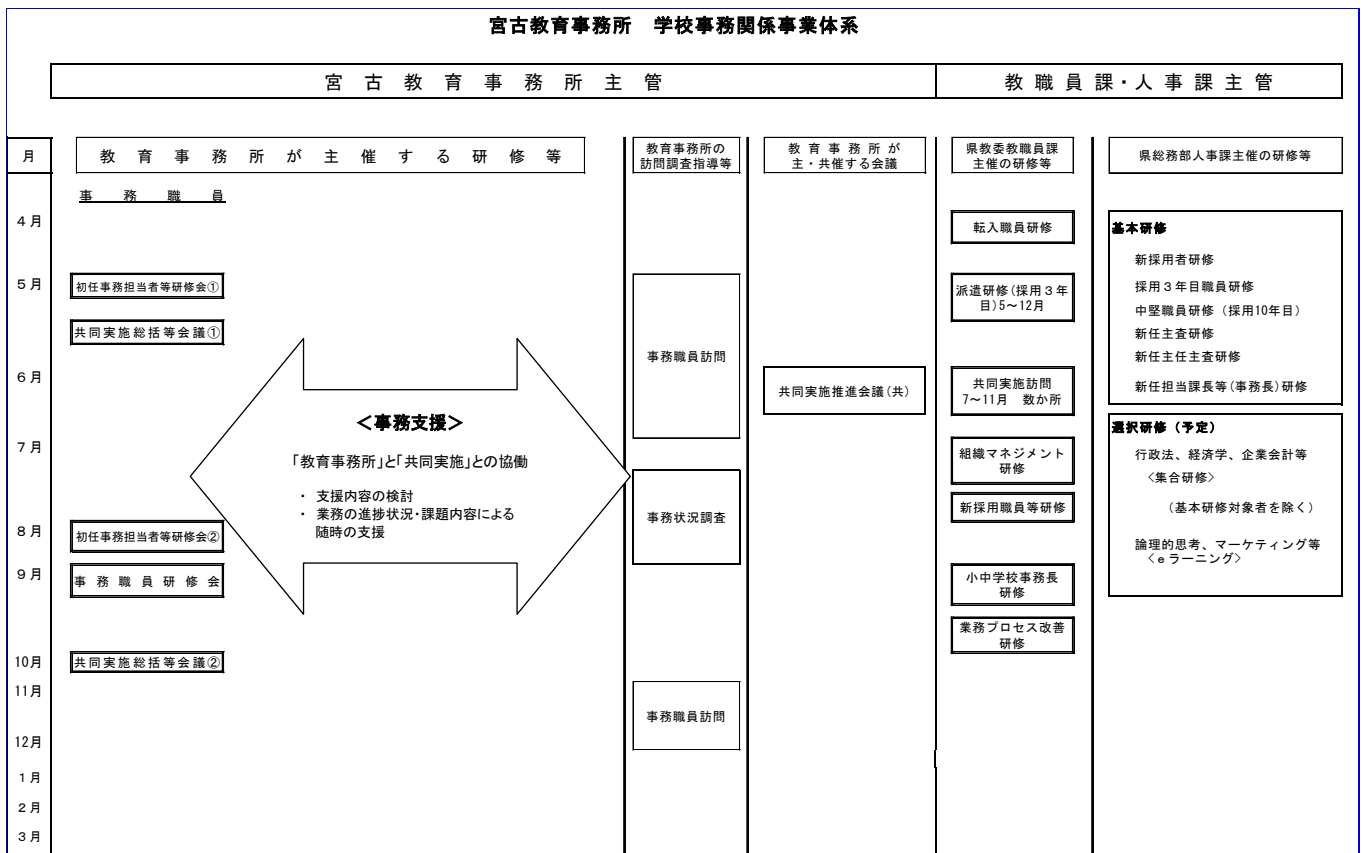 宮古教育事務所　学校事務関係事業体系
宮古教育事務所主管
教職員課・人事課主管
月
教育事務所が主催する研修等
教育事務所の
訪問調査指導等
教育事務所が
主・共催する会議
県教委教職員課
主催の研修等
県総務部人事課主催の研修等
事務職員
4月
5月
6月
7月
8月
9月
10月
11月
12月
1月
2月
3月
初任事務担当者等研修会①
共同実施総括等会議①
初任事務担当者等研修会②
事務職員研修会
共同実施総括等会議②
＜事務支援＞
「教育事務所」と「共同実施」との協働
・ 支援内容の検討
・ 業務の進捗状況・課題内容による
随時の支援
事務職員訪問
事務状況調査
事務職員訪問
共同実施推進会議(共)
転入職員研修
派遣研修(採用３年
目)5～12月
共同実施訪問
7～11月　数か所
組織マネジメント
研修
新採用職員等研修
小中学校事務長
研修
業務プロセス改善
研修
基本研修
新採用者研修
採用３年目職員研修
中堅職員研修（採用10年目）
新任主査研修
新任主任主査研修
新任担当課長等(事務長)研修
選択研修（予定）
行政法、経済学、企業会計等
〈集合研修〉
（基本研修対象者を除く）
論理的思考、マーケティング等
〈ｅラーニング〉